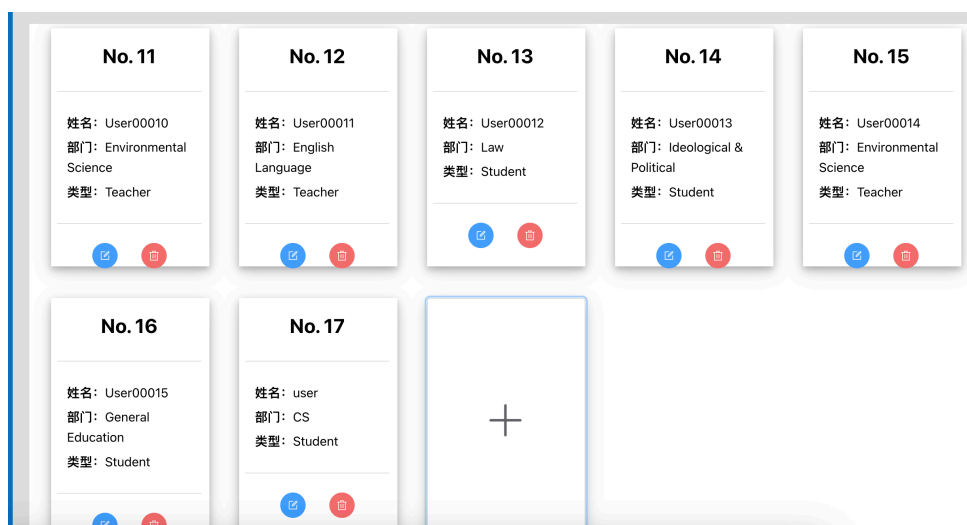 No. 11
姓名：User00010
部门：Environmental
Science
类型：Teacher
No. 12
姓名：User00011
部门：English
Language
类型：Teacher
No. 13
姓名：User00012
部门：Law
类型：Student
No. 14
姓名：User00013
部门：Ideological &
Political
类型：Student
No. 15
姓名：User00014
部门：Environmental
Science
类型：Teacher
No. 16
姓名：User00015
部门：General
Education
类型：Student
No. 17
姓名：user
部门：CS
类型：Student